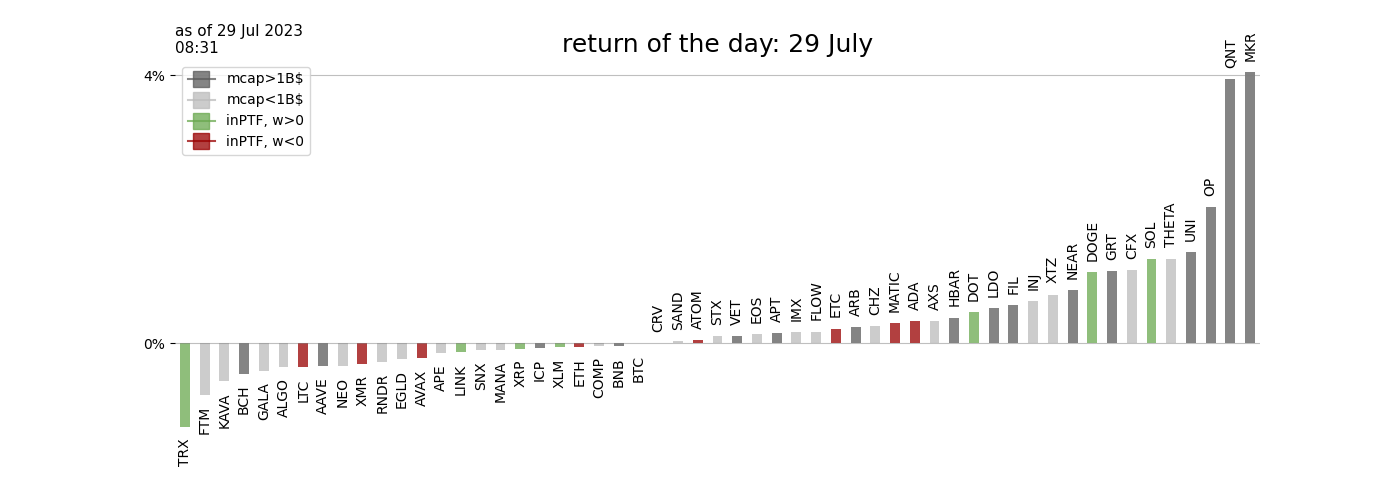 as of 29 Jul 2023
08:31
return of the day: 29 July
4%
0%
mcap>1B$
mcap<1B$
inPTF, w>0
inPTF, w<0
TRX
FTM
KAVA
BCH
GALA
ALGO
LTC
AAVE
NEO
XMR
RNDR
EGLD
AVAX
APE
LINK
SNX
MANA
XRP
ICP
XLM
ETH
COMP
BNB
BTC
CRV
SAND
ATOM
STX
VET
EOS
APT
IMX
FLOW
ETC
ARB
CHZ
MATIC
ADA
AXS
HBAR
DOT
LDO
FIL
INJ
XTZ
NEAR
DOGE
GRT
CFX
SOL
THETA
UNI
OP
QNT
MKR